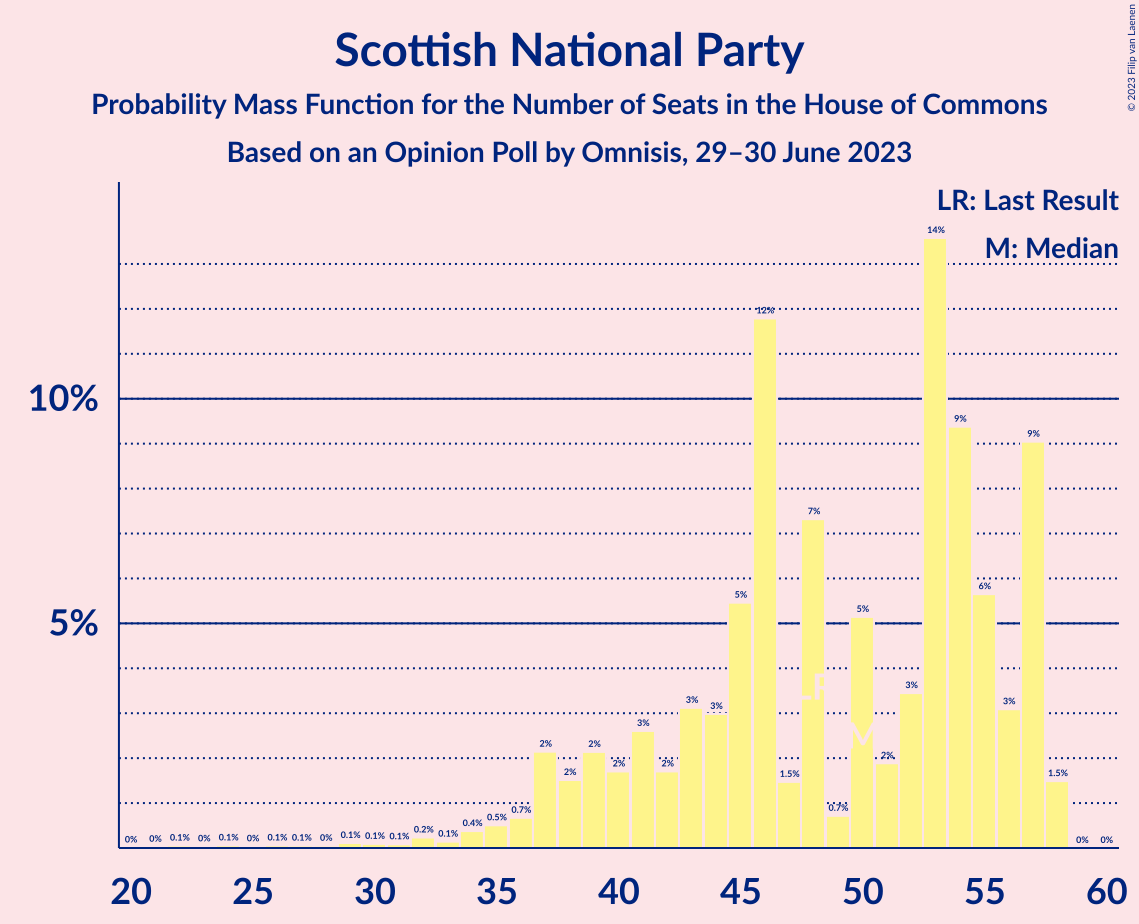 © 2023 Filip van Laenen
Scottish National Party
Probability Mass Function for the Number of Seats in the House of Commons
Based on an Opinion Poll by Omnisis, 29–30 June 2023
LR: Last Result
M: Median
10%
5%
0% 0% 0.1% 0% 0.1% 0% 0.1% 0.1% 0% 0.1% 0.1% 0.1% 0.2% 0.1% 0.4% 0.5% 0.7% 2% 2% 2% 2% 3% 2% 3% 3% 5% 12% 1.5% 7% 0.7% 5% 2% 3% 14% 9% 6% 3% 9% 1.5% 0% 0%
LR
M
20 25 30 35 40 45 50 55 60